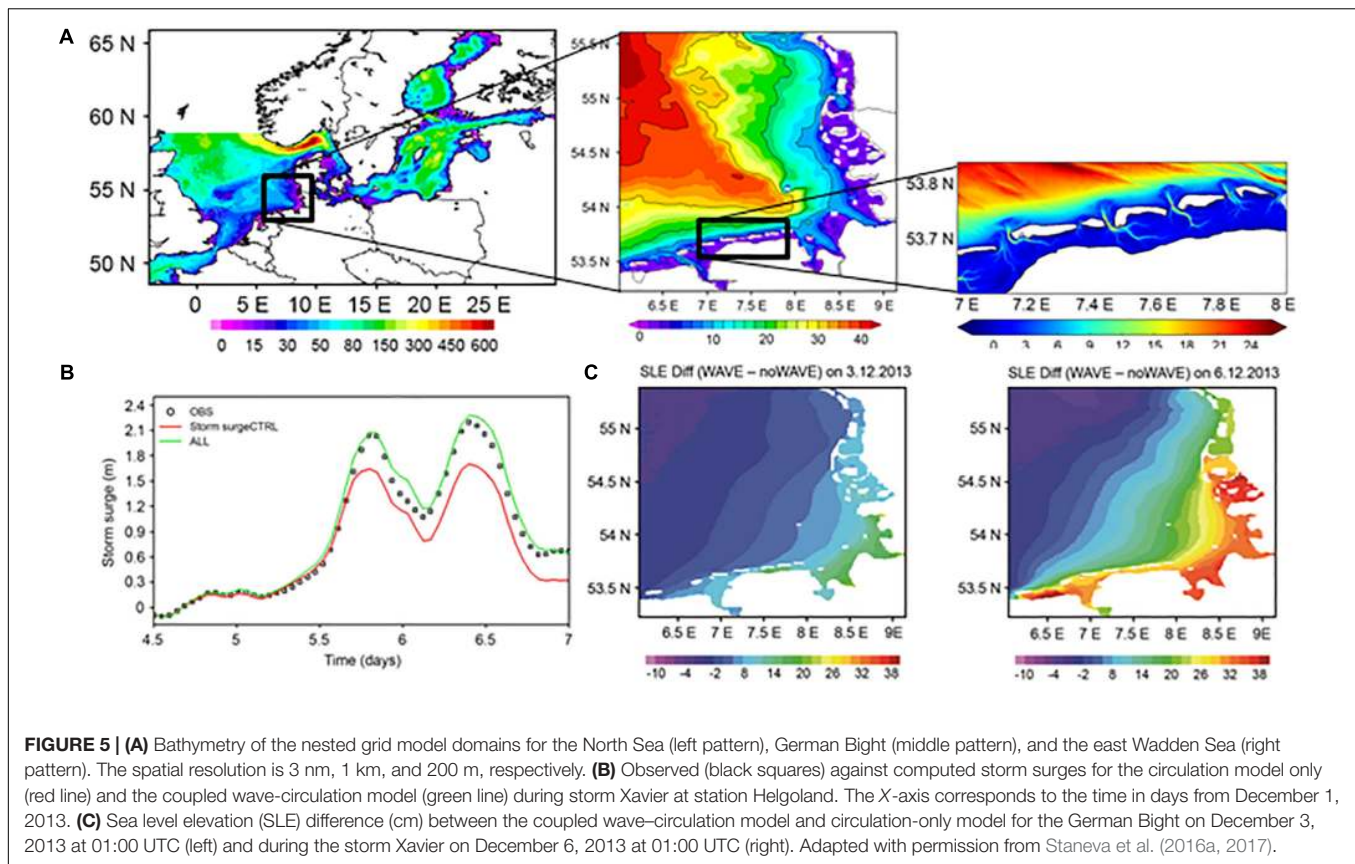 A
65 N
60 N
55 N
50 N
0 5 E 10 E 15 E 20 E 25 E
0 15 30 50 80 150 300 450 600
55.5 N
55 N
54.5 N
54 N
53.5 N
6.5 E 7 E 7.5 E 8 E 8.5 E 9 E
0 10 20 30 40
53.8 N
53.7 N
7 E 7.2 E 7.4 E 7.6 E 7.8 E 8 E
0 3 6 9 12 15 18 21 24
B
OBS
Storm surgeCTRL
ALL
Storm surge (m)
2.4
2.1
1.8
1.5
1.2
0.9
0.6
0.3
0
4.5 5 5.5 6 6.5 7
Time (days)
C
SLE Diff (WAVE – noWAVE) on 3.12.2013
55 N
54.5 N
54 N
53.5 N
6.5 E 7 E 7.5 E 8 E 8.5 E 9E
-10 -4 -2 8 14 20 26 32 38
SLE Diff (WAVE – noWAVE) on 6.12.2013
55 N
54.5 N
54 N
53.5 N
6.5 E 7 E 7.5 E 8 E 8.5 E 9E
-10 -4 -2 8 14 20 26 32 38
FIGURE 5 | (A) Bathymetry of the nested grid model domains for the North Sea (left pattern), German Bight (middle pattern), and the east Wadden Sea (right
pattern). The spatial resolution is 3 nm, 1 km, and 200 m, respectively. (B) Observed (black squares) against computed storm surges for the circulation model only
(red line) and the coupled wave-circulation model (green line) during storm Xavier at station Helgoland. The X-axis corresponds to the time in days from December 1,
2013. (C) Sea level elevation (SLE) difference (cm) between the coupled wave–circulation model and circulation-only model for the German Bight on December 3,
2013 at 01:00 UTC (left) and during the storm Xavier on December 6, 2013 at 01:00 UTC (right). Adapted with permission from Staneva et al. (2016a, 2017).